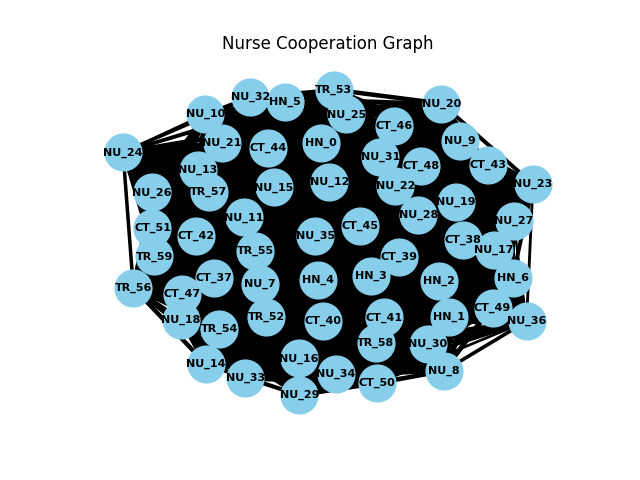 Nurse Cooperation Graph
TR_53
NU_32
HN_5
NU_20
NU_10
NU_25
CT_46
NU_9
NU_21
HN_0
CT_44
NU_24
NU_31
CT_48
CT_43
NU_13
NU_12
NU_23
NU_22
NU_15
NU_26
TR_57
NU_19
NU_28
NU_11
NU_27
CT_45
CT_51
CT_42
NU_35
CT_38
NU_17
TR_55
TR_59
CT_39
HN_3
HN_6
CT_37
HN_4
HN_2
NU_7
TR_56
CT_47
CT_49
TR_52
CT_41
HN_1
NU_18
CT_40
NU_36
TR_54
TR_58
NU_30
NU_16
NU_14
NU_8
NU_34
NU_33
CT_50
NU_29